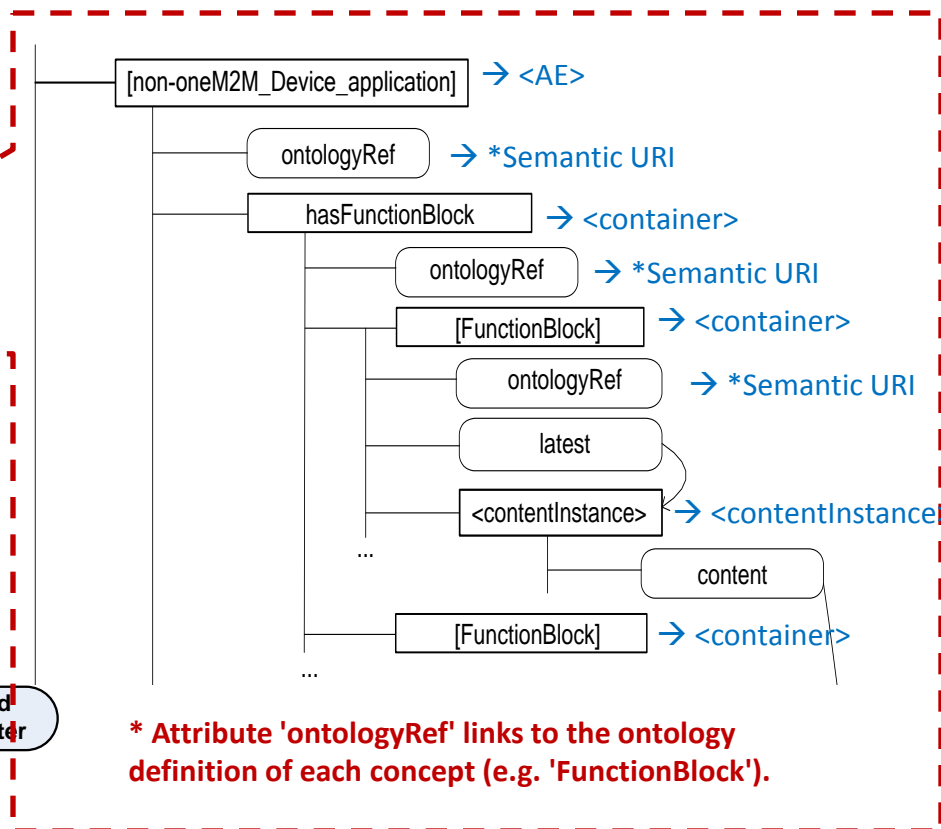 [non-oneM2M_Device_application] → <AE>
ontologyRef → *Semantic URI
hasFunctionBlock → <container>
ontologyRef → *Semantic URI
[FunctionBlock] → <container>
ontologyRef → *Semantic URI
latest
<contentInstance> → <contentInstance
...
content
[FunctionBlock] → <container>
...
d
ter
* Attribute 'ontologyRef' links to the ontology
definition of each concept (e.g. 'FunctionBlock').